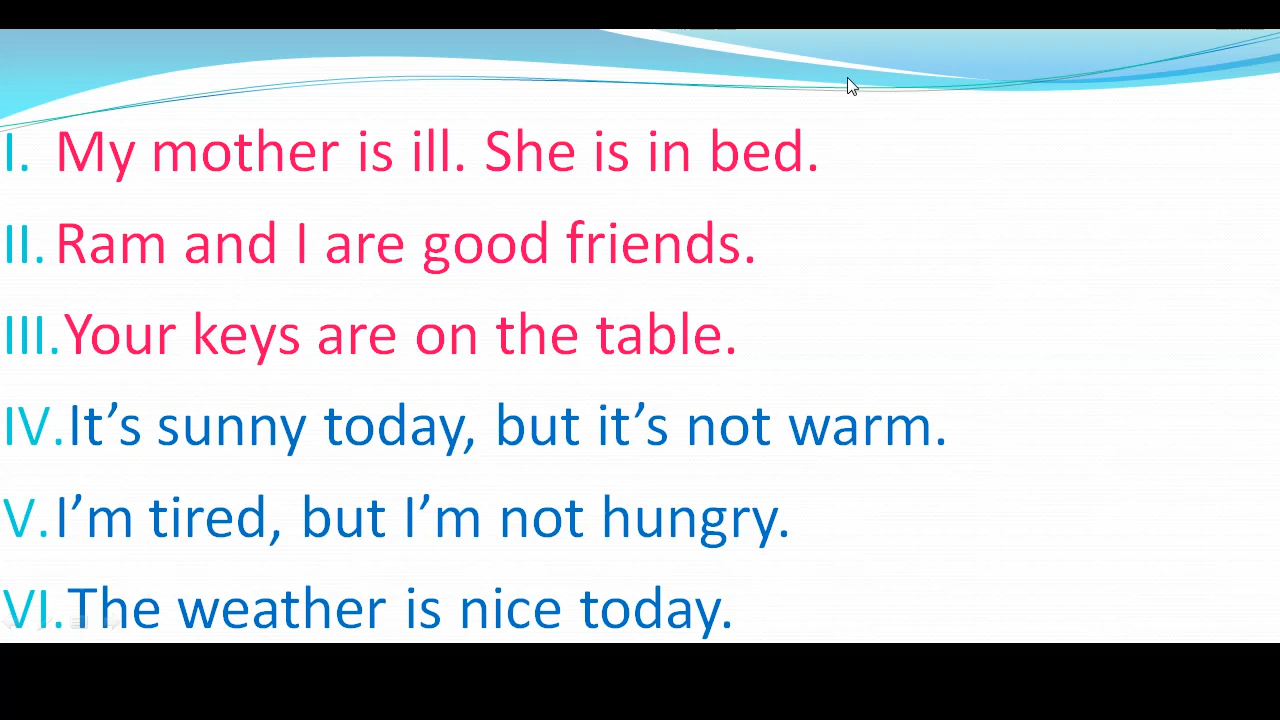 I. My mother is ill. She is in bed.
II. Ram and I are good friends.
III. Your keys are on the table.
IV. It’s sunny today, but it’s not warm.
V. I’m tired, but I’m not hungry.
VI. The weather is nice today.